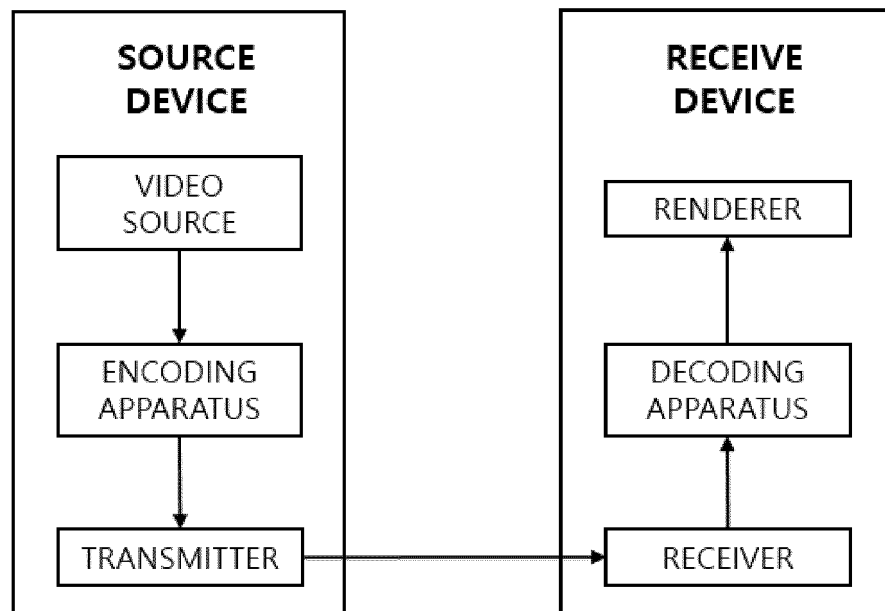 SOURCE
DEVICE
VIDEO
SOURCE
ENCODING
APPARATUS
TRANSMITTER
RECEIVE
DEVICE
RENDERER
DECODING
APPARATUS
RECEIVER